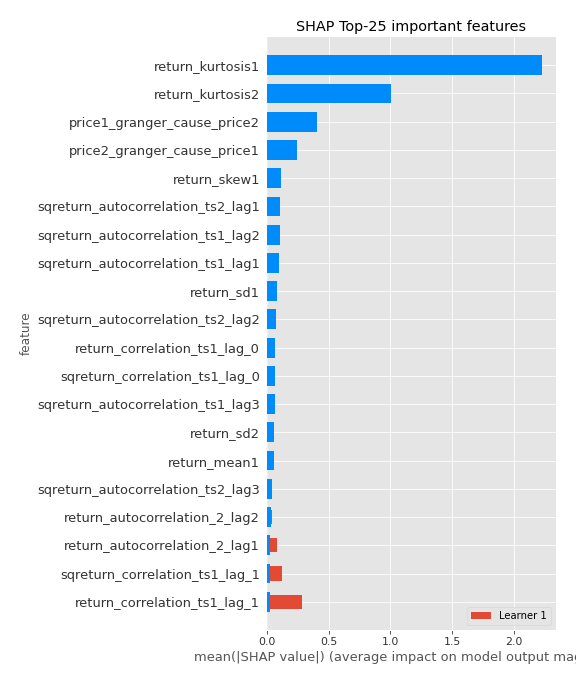 SHAP Top-25 important features
return_kurtosis1
return_kurtosis2
price1_granger_cause_price2
price2_granger_cause_price1
return_skew1
sqreturn_autocorrelation_ts2_lag1
sqreturn_autocorrelation_ts1_lag2
sqreturn_autocorrelation_ts1_lag1
return_sd1
sqreturn_autocorrelation_ts2_lag2
return_correlation_ts1_lag_0
sqreturn_correlation_ts1_lag_0
sqreturn_autocorrelation_ts1_lag3
return_sd2
return_mean1
sqreturn_autocorrelation_ts2_lag3
return_autocorrelation_2_lag2
return_autocorrelation_2_lag1
sqreturn_correlation_ts1_lag_1
return_correlation_ts1_lag_1
feature
Learner 1
0.0 0.5 1.0 1.5 2.0
mean(|SHAP value|) (average impact on model output mag